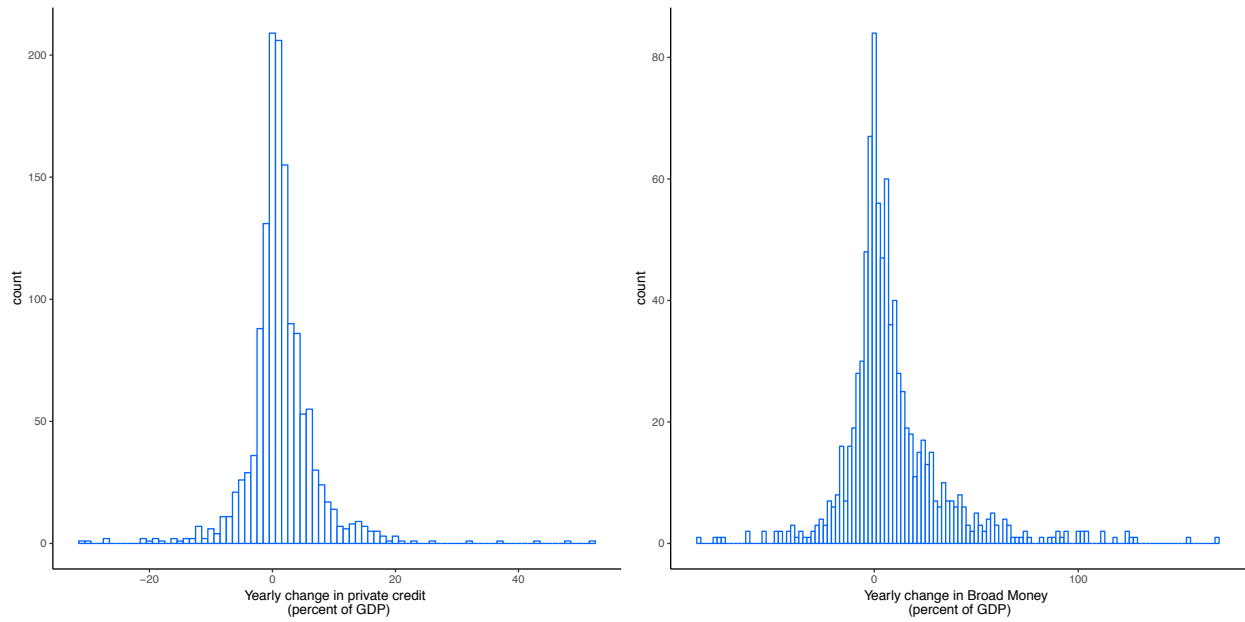 200
150
100
50
0
count
−20
0
20
40
Yearly change in private credit
(percent of GDP)
80
60
40
20
0
count
0
100
Yearly change in Broad Money
(percent of GDP)